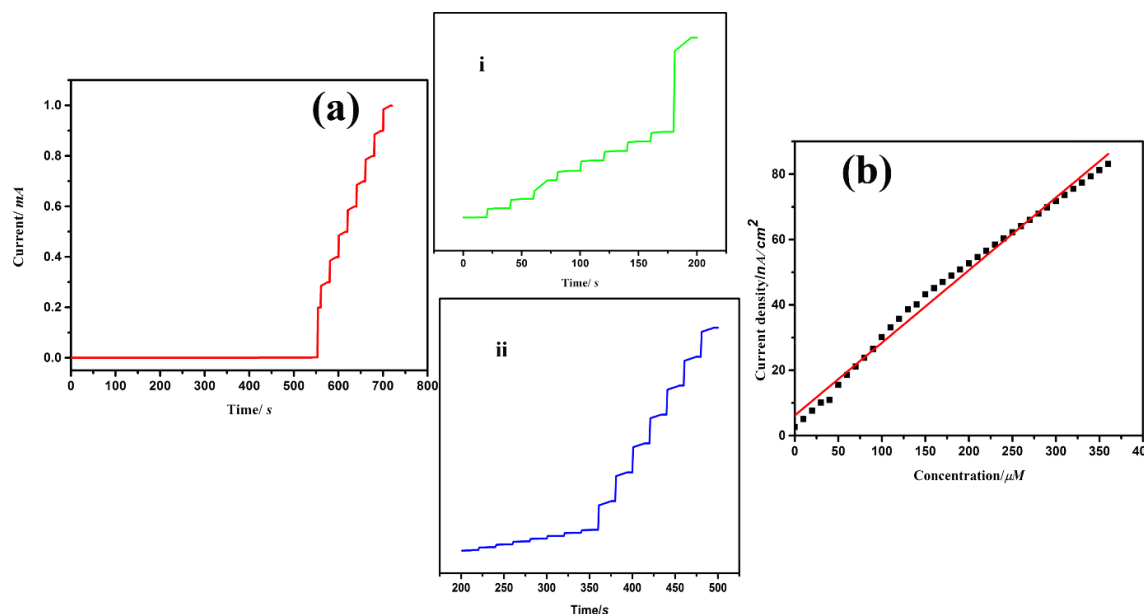 (a)
Current/ mA
1.0
0.8
0.6
0.4
0.2
0.0
0 100 200 300 400 500 600 700 800
Time/ s
i
0 50 100 150 200
Time/ s
ii
200 250 300 350 400 450 500
Time/s
(b)
Current density/nA/cm²
80
60
40
20
0
0 50 100 150 200 250 300 350 40
Concentration/μM